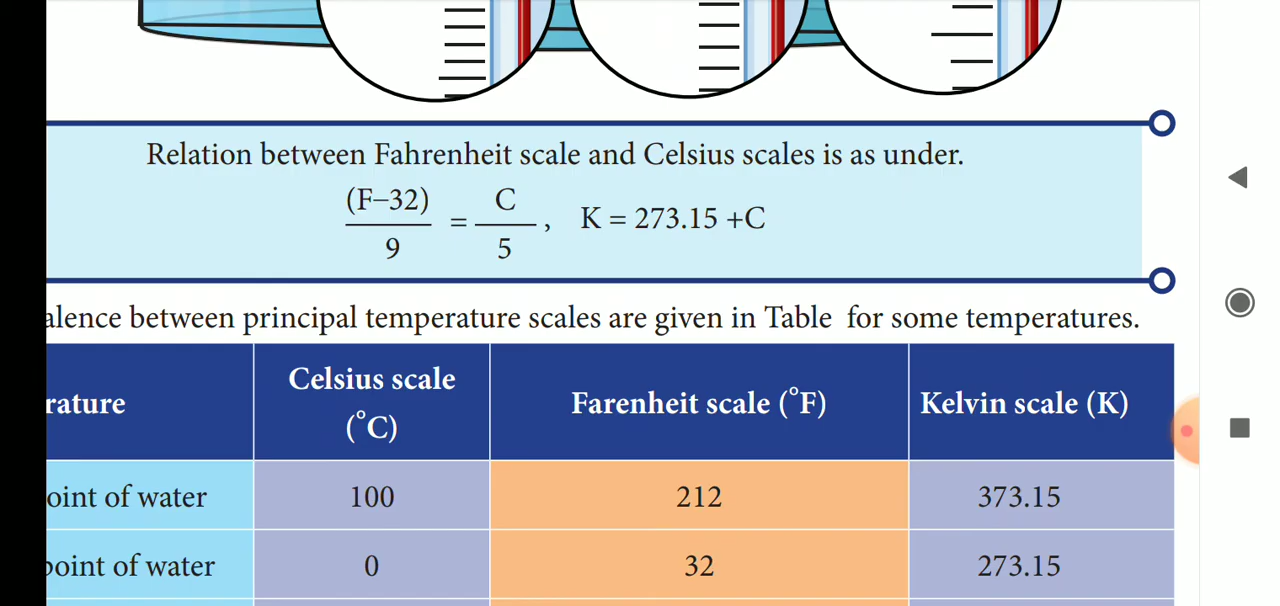 Relation between Fahrenheit scale and Celsius scales is as under.
(F–32)/9 = C/5 , K = 273.15 +C
alence between principal temperature scales are given in Table for some temperatures.
rature
Celsius scale (°C)
Farenheit scale (°F)
Kelvin scale (K)
oint of water 100 212 373.15
point of water 0 32 273.15